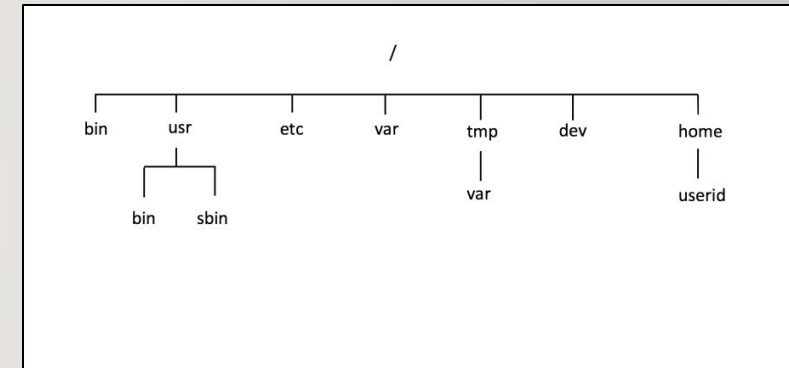 /
bin usr etc var tmp dev home
var userid
bin sbin